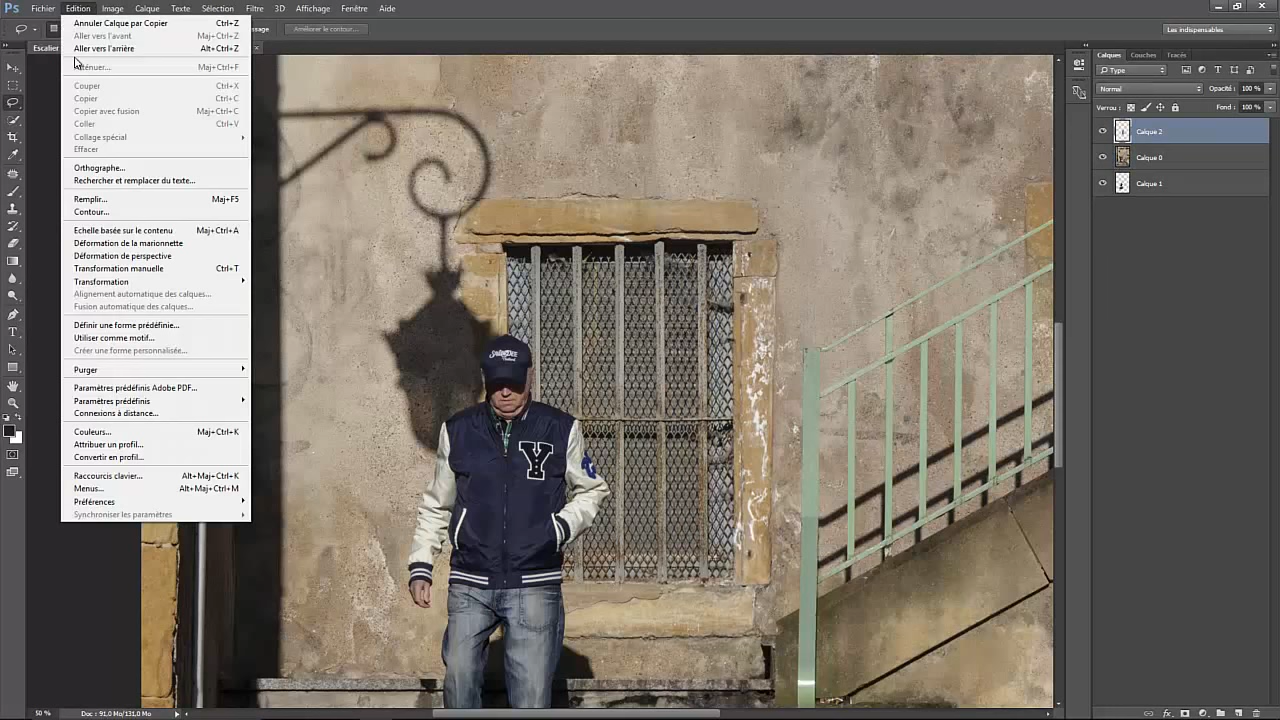 Ps Fichier Edition Image Calque Texte Sélection Filtre 3D Affichage Fenêtre Aide
Annuler Calque par Copier Ctrl+Z
Aller vers l'avant Maj+Ctrl+Z
Aller vers l'arrière Alt+Ctrl+Z
Maj+Ctrl+F
Couper Ctrl+X
Copier Ctrl+C
Copier avec fusion Maj+Ctrl+C
Coller Ctrl+V
Collage spécial
Effacer
Orthographe...
Rechercher et remplacer du texte...
Remplir... Maj+F5
Contour...
Echelle basée sur le contenu Maj+Ctrl+A
Déformation de la marionnette
Déformation de perspective
Transformation manuelle Ctrl+T
Transformation
Alignement automatique des calques...
Fusion automatique des calques...
Définir une forme prédéfinie...
Utiliser comme motif...
Créer une forme personnalisée...
Purger
Paramètres prédéfinis Adobe PDF...
Paramètres prédéfinis
Connexions à distance...
Couleurs... Maj+Ctrl+K
Attribuer un profil...
Convertir en profil...
Raccourcis clavier... Alt+Maj+Ctrl+K
Menus... Alt+Maj+Ctrl+M
Préférences
Synchroniser les paramètres
Améliorer le contour...
Les indispensables
Escalier
Calques Couches Tracés
Type
Normal Opacité : 100 %
Verrou : Fond : 100 %
Calque 2
Calque 0
Calque 1
Y
50 % Doc : 91,0 Mo/131,0 Mo